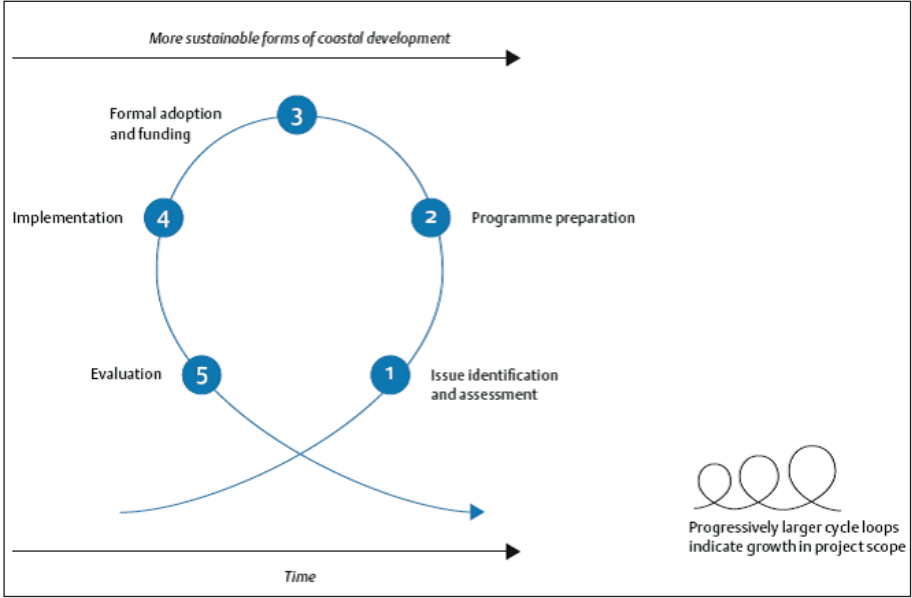 More sustainable forms of coastal development
3
Formal adoption
and funding
4
Implementation
2
Programme preparation
5
Evaluation
1
Issue identification
and assessment
Progressively larger cycle loops
indicate growth in project scope
Time